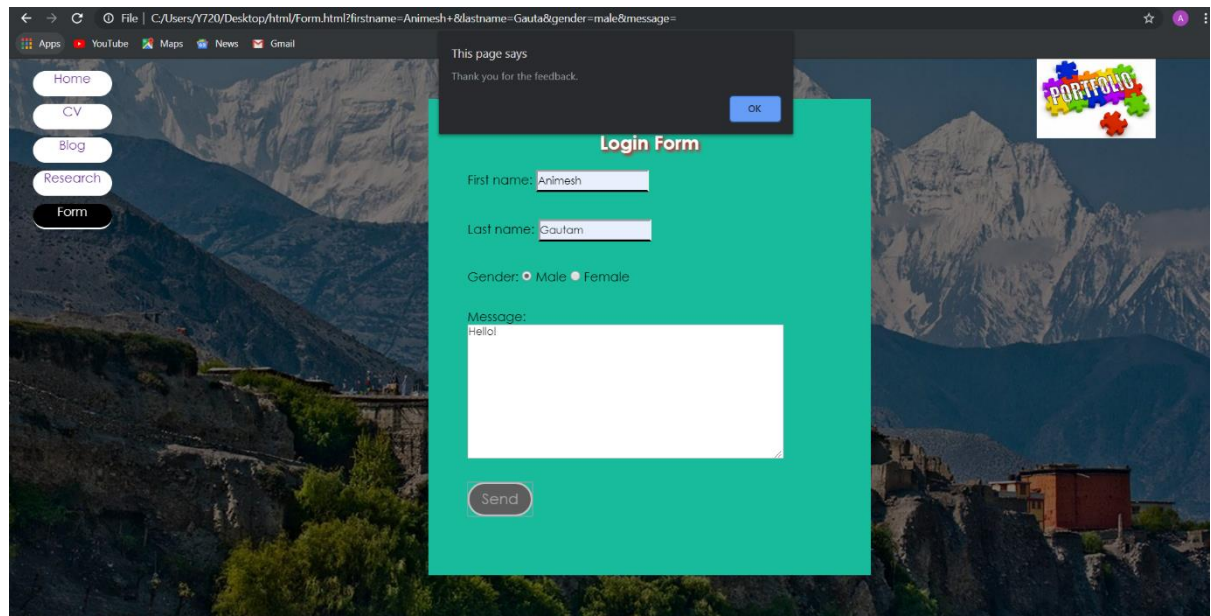 File | C:/Users/Y720/Desktop/html/Form.html?firstname=Animesh+&lastname=Gauta&gender=male&message=
A
Apps YouTube Maps News Gmail
This page says
Thank you for the feedback.
OK
Home
CV
Blog
Research
Form
PORTFOLIO
Login Form
First name: Animesh
Last name: Gautam
Gender: Male Female
Message:
Hello!
Send